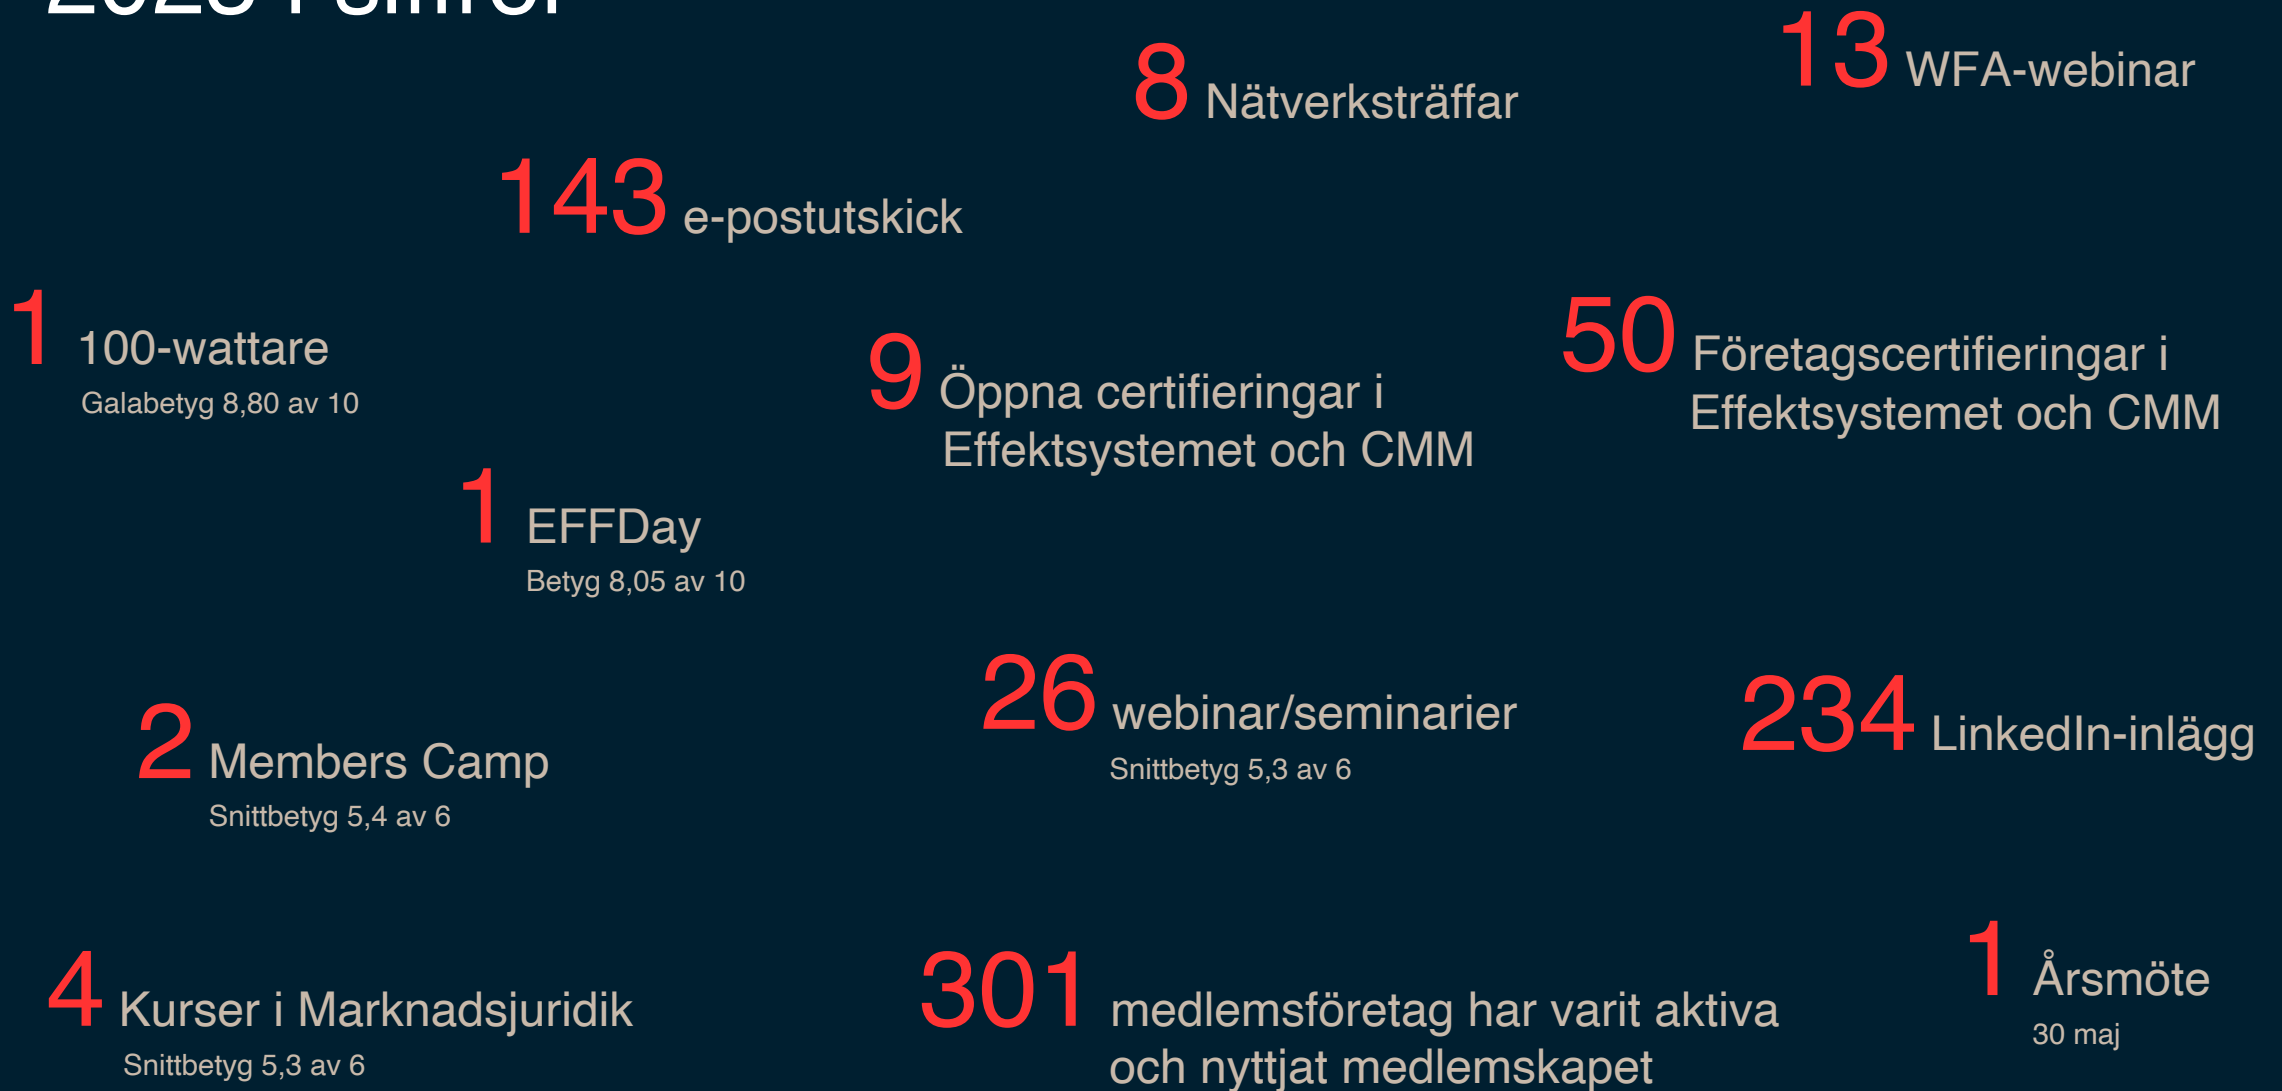 8 Nätverksträffar
13 WFA-webinar
143 e-postutskick
1 100-wattare
Galabetyg 8,80 av 10
9 Öppna certifieringar i
Effektsystemet och CMM
50 Företagscertifieringar i
Effektsystemet och CMM
1 EFFDay
Betyg 8,05 av 10
2 Members Camp
Snittbetyg 5,4 av 6
26 webinar/seminarier
Snittbetyg 5,3 av 6
234 LinkedIn-inlägg
4 Kurser i Marknadsjuridik
Snittbetyg 5,3 av 6
301 medlemsföretag har varit aktiva
och nyttjat medlemskapet
1 Årsmöte
30 maj